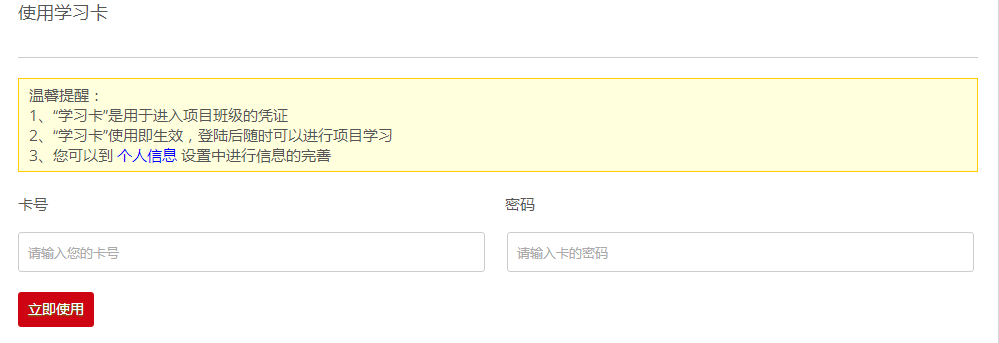 使用学习卡
温馨提醒：
1、“学习卡”是用于进入项目班级的凭证
2、“学习卡”使用即生效，登陆后随时可以进行项目学习
3、您可以到 个人信息 设置中进行信息的完善
卡号
密码
请输入您的卡号
请输入卡的密码
立即使用